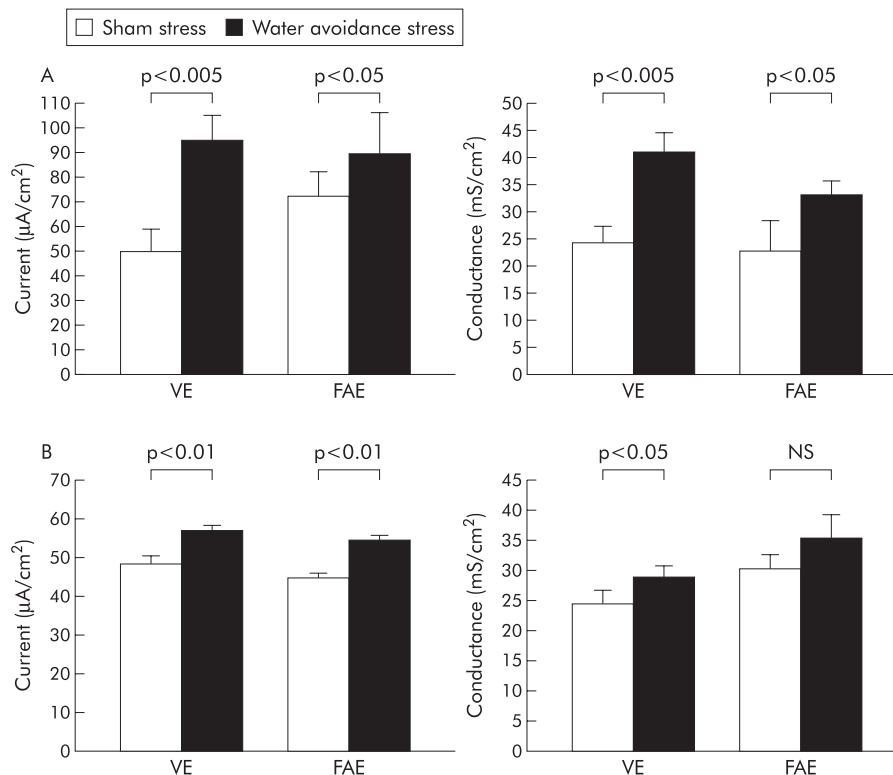 Sham stress Water avoidance stress
A
p<0.005 p<0.05
110
100
90
80
70
60
50
40
30
20
10
0
Current (µA/cm²)
VE FAE
p<0.005 p<0.05
50
45
40
35
30
25
20
15
10
5
0
Conductance (mS/cm²)
VE FAE
B
p<0.01 p<0.01
70
60
50
40
30
20
10
0
Current (µA/cm²)
VE FAE
p<0.05 NS
45
40
35
30
25
20
15
10
5
0
Conductance (mS/cm²)
VE FAE